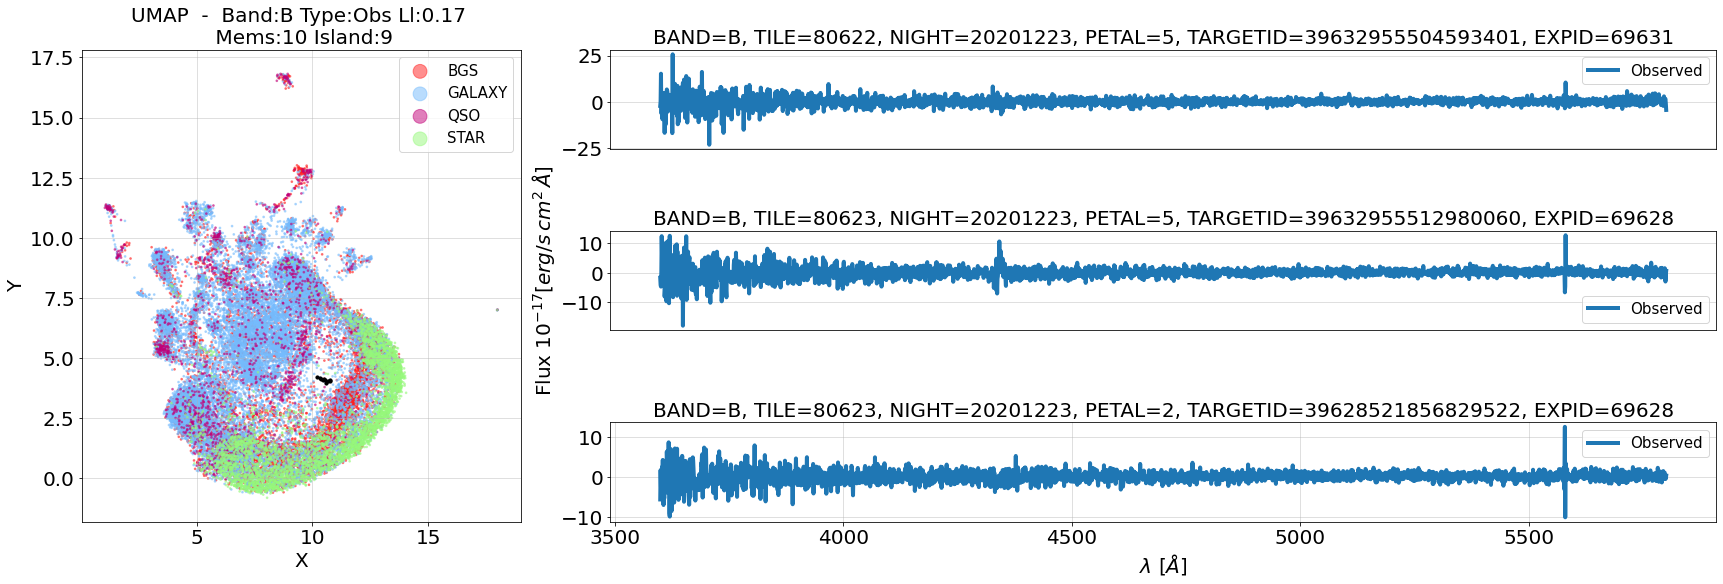 UMAP  -  Band:B Type:Obs Ll:0.17
Mems:10 Island:9
17.5
15.0
12.5
10.0
7.5
5.0
2.5
0.0
Y
5
10
15
X
BGS
GALAXY
QSO
STAR
Flux 10⁻¹⁷[erg/s cm² Å]
BAND=B, TILE=80622, NIGHT=20201223, PETAL=5, TARGETID=39632955504593401, EXPID=69631
25
0
−25
Observed
BAND=B, TILE=80623, NIGHT=20201223, PETAL=5, TARGETID=39632955512980060, EXPID=69628
10
0
−10
Observed
BAND=B, TILE=80623, NIGHT=20201223, PETAL=2, TARGETID=39628521856829522, EXPID=69628
10
0
−10
Observed
3500
4000
4500
5000
5500
λ [Å]